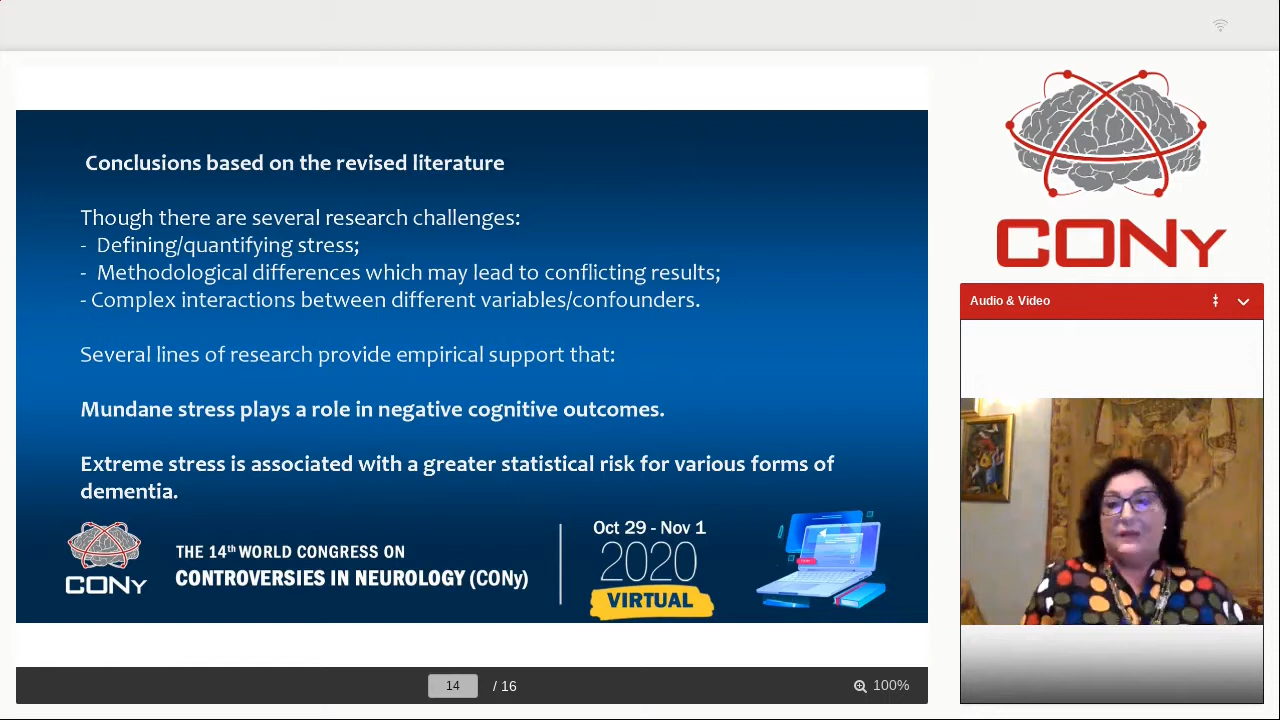 Conclusions based on the revised literature
Though there are several research challenges:
- Defining/quantifying stress;
- Methodological differences which may lead to conflicting results;
- Complex interactions between different variables/confounders.
Several lines of research provide empirical support that:
Mundane stress plays a role in negative cognitive outcomes.
Extreme stress is associated with a greater statistical risk for various forms of
dementia.
CONy
THE 14th WORLD CONGRESS ON
CONTROVERSIES IN NEUROLOGY (CONy)
Oct 29 - Nov 1
2020
VIRTUAL
14 / 16
100%
CONy
Audio & Video